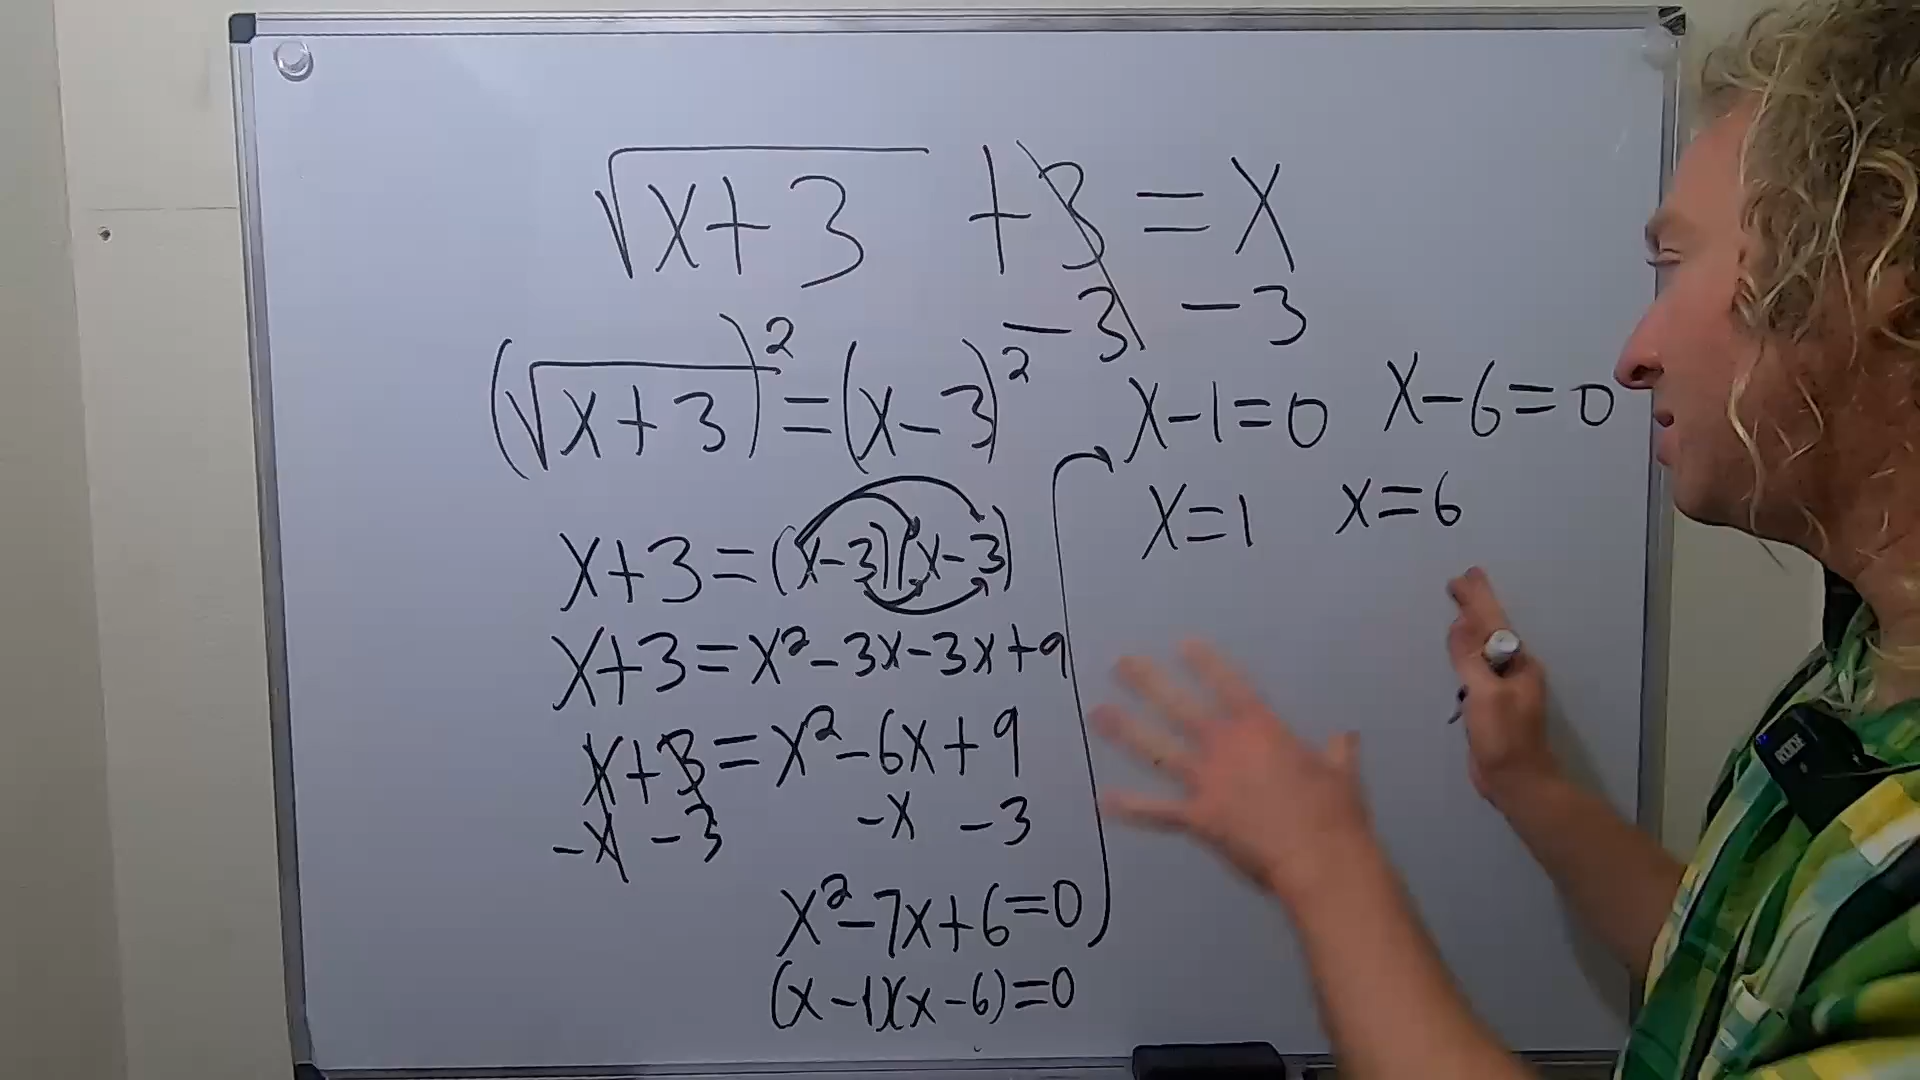 √x+3 +3 = x
-3 -3
(√x+3)² = (x-3)²
x+3 = (x-3)(x-3)
x+3 = x²-3x-3x+9
x+3 = x²-6x+9
-x -3 -x -3
x²-7x+6=0
(x-1)(x-6)=0
x-1=0 x-6=0
x=1 x=6
RODE